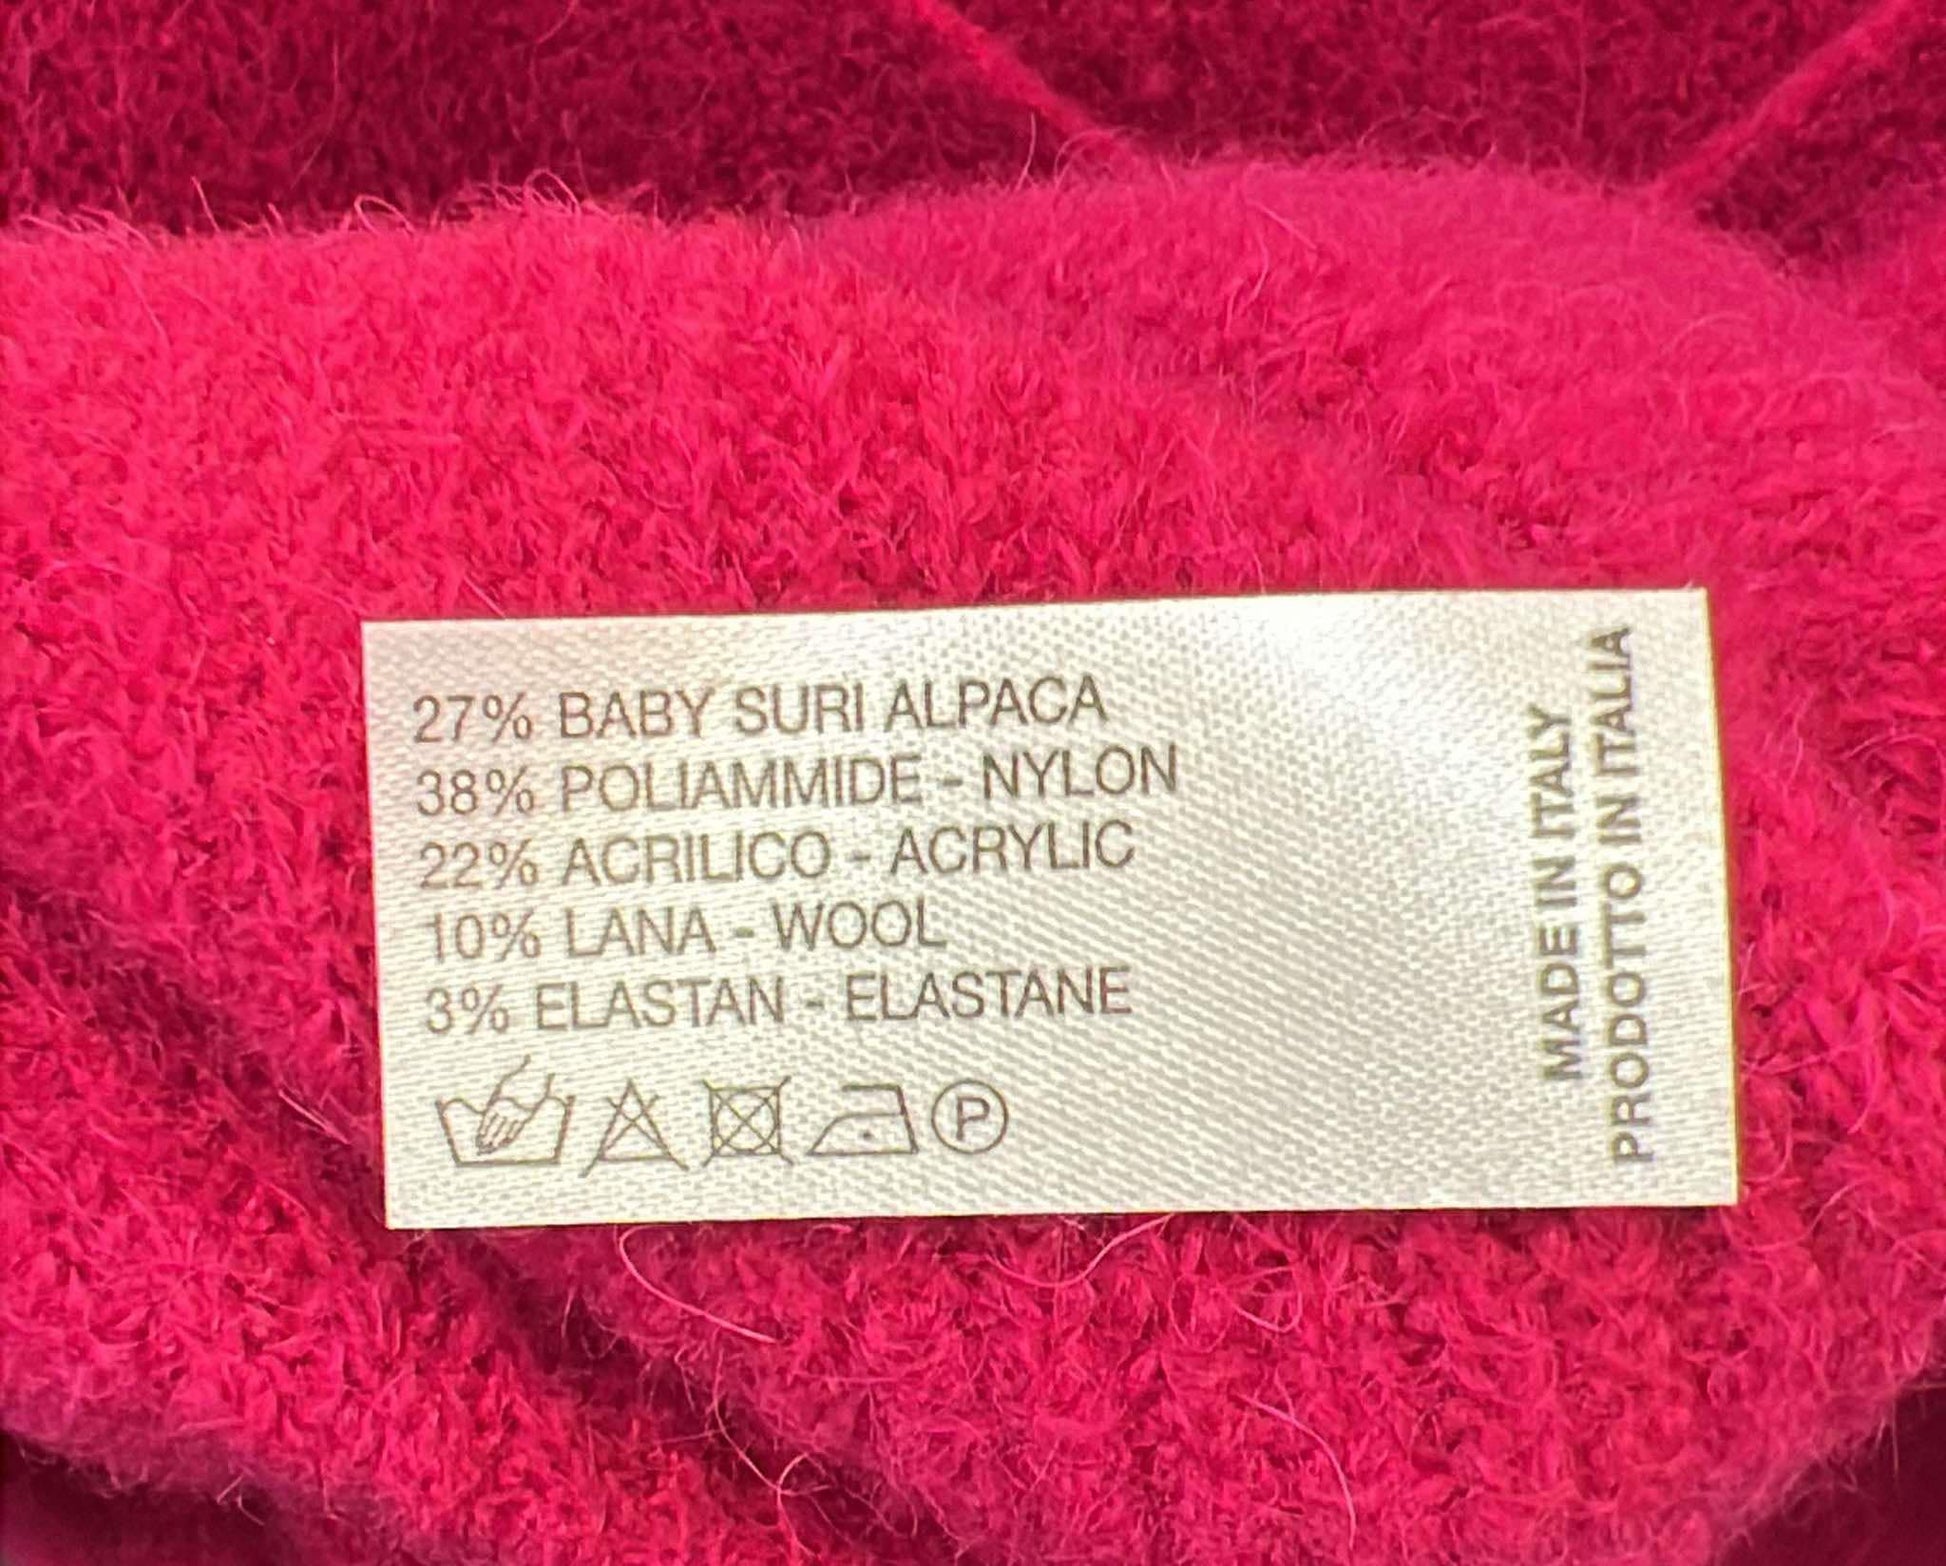 27% BABY SURI ALPACA
38% POLIAMMIDE - NYLON
22% ACRILICO - ACRYLIC
10% LANA - WOOL
3% ELASTAN - ELASTANE
P
MADE IN ITALY
PRODOTTO IN ITALIA